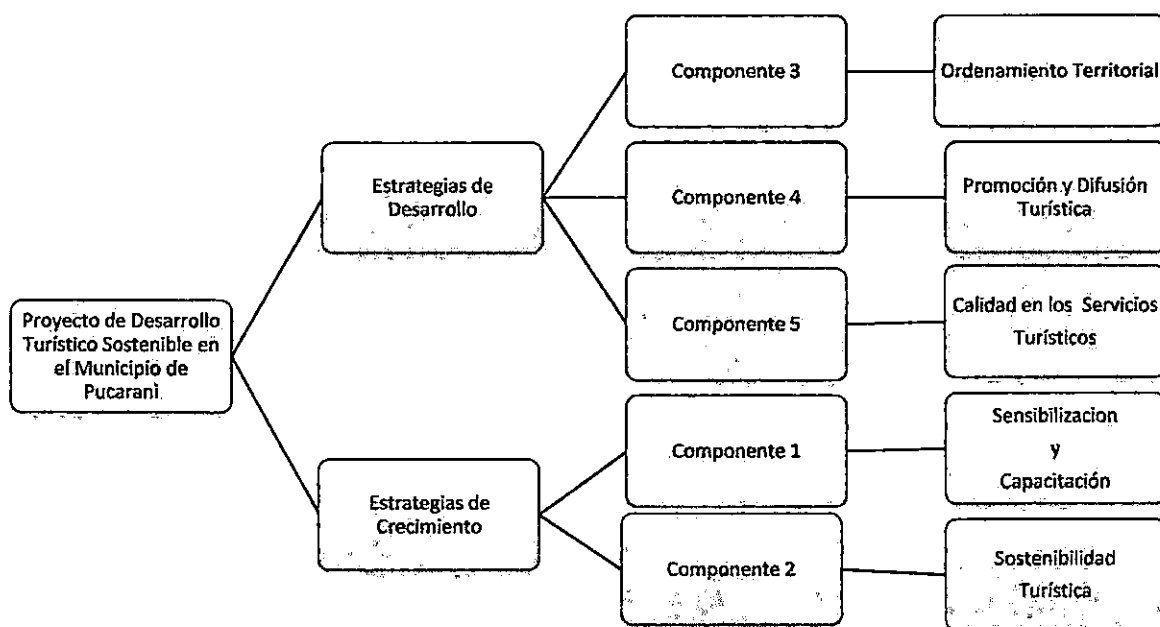 Proyecto de Desarrollo
Turístico Sostenible en
el Municipio de
Pucarani
Estrategias de
Desarrollo
Componente 3
Ordenamiento Territorial
Componente 4
Promoción y Difusión
Turística
Componente 5
Calidad en los Servicios
Turísticos
Estrategias de
Crecimiento
Componente 1
Sensibilizacion
y
Capacitación
Componente 2
Sostenibilidad
Turística